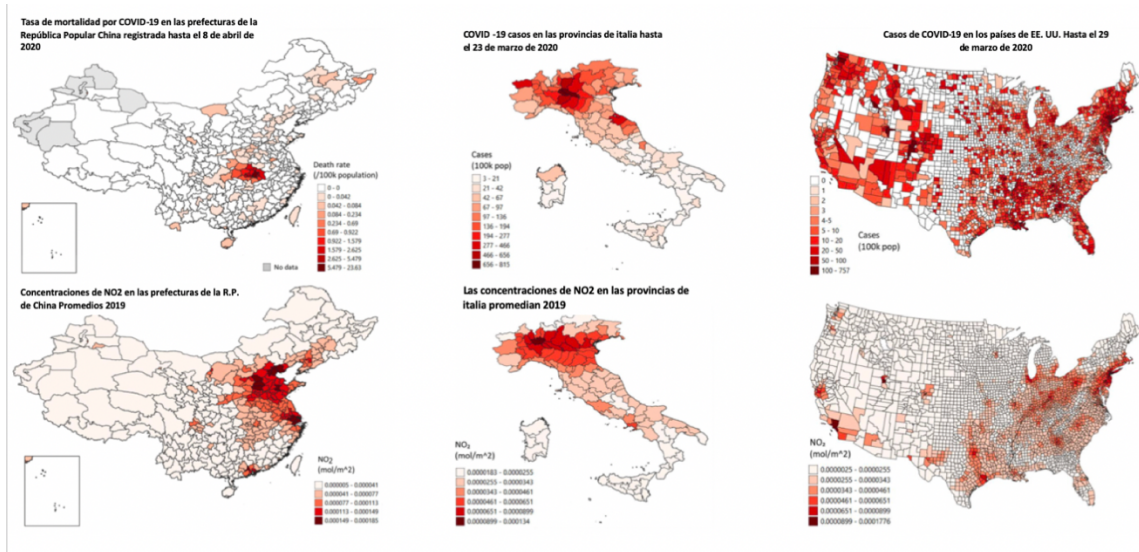 Tasa de mortalidad por COVID-19 en las prefecturas de la
República Popular China registrada hasta el 8 de abril de
2020
Death rate
(/100k population)
0 - 0
0 - 0.042
0.042 - 0.084
0.084 - 0.234
0.234 - 0.69
0.69 - 0.922
0.922 - 1.579
1.579 - 2.625
2.625 - 5.479
5.479 - 23.63
No data
COVID -19 casos en las provincias de italia hasta
el 23 de marzo de 2020
Cases
(100k pop)
3 - 21
21 - 42
42 - 67
67 - 97
97 - 136
136 - 194
194 - 277
277 - 466
466 - 656
656 - 815
Casos de COVID-19 en los países de EE. UU. Hasta el 29
de marzo de 2020
0
1
2
3
4-5
5 - 10
10 - 20
20 - 50
50 - 100
100 - 757
Cases
(100k pop)
Concentraciones de NO2 en las prefecturas de la R.P.
de China Promedios 2019
NO2
(mol/m^2)
0.000005 - 0.000041
0.000041 - 0.000077
0.000077 - 0.000113
0.000113 - 0.000149
0.000149 - 0.000185
Las concentraciones de NO2 en las provincias de
italia promedian 2019
NO₂
(mol/m^2)
0.0000183 - 0.0000255
0.0000255 - 0.0000343
0.0000343 - 0.0000461
0.0000461 - 0.0000651
0.0000651 - 0.0000899
0.0000899 - 0.000134
NO₂
(mol/m^2)
0.0000025 - 0.0000255
0.0000255 - 0.0000343
0.0000343 - 0.0000461
0.0000461 - 0.0000651
0.0000651 - 0.0000899
0.0000899 - 0.0001776